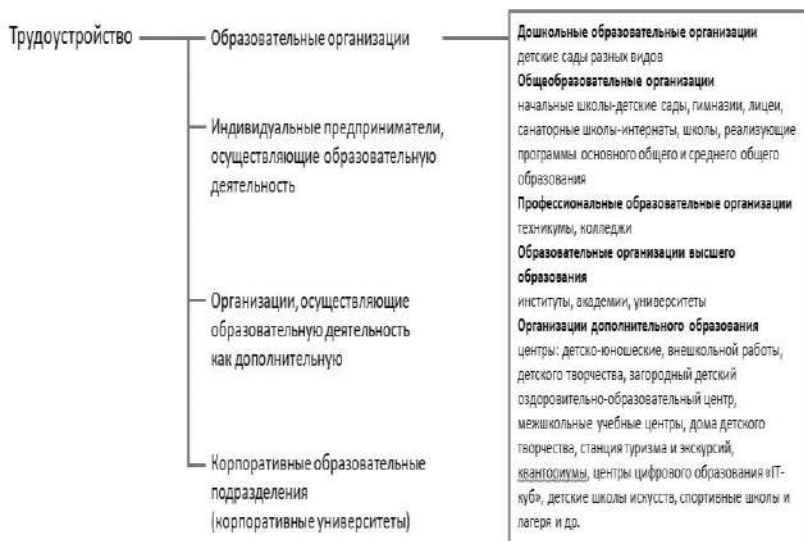 Трудоустройство
Образовательные организации
Индивидуальные предприниматели,
осуществляющие образовательную
деятельность
Организации, осуществляющие
образовательную деятельность
как дополнительную
Корпоративные образовательные
подразделения
(корпоративные университеты)
Дошкольные образовательные организации
детские сады разных видов
Общеобразовательные организации
начальные школы-детские сады, гимназии, лицеи,
санаторные школы-интернаты, школы, реализующие
программы основного общего и среднего общего
образования
Профессиональные образовательные организации
техникумы, колледжи
Образовательные организации высшего
образования
институты, академии, университеты
Организации дополнительного образования
центры: детско-юношеские, внешкольной работы,
детского творчества, загородный детский
оздоровительно-образовательный центр,
межшкольные учебные центры, дома детского
творчества, станция туризма и экскурсий,
кванториумы, центры цифрового образования «IT-
куб», детские школы искусств, спортивные школы и
лагеря и др.